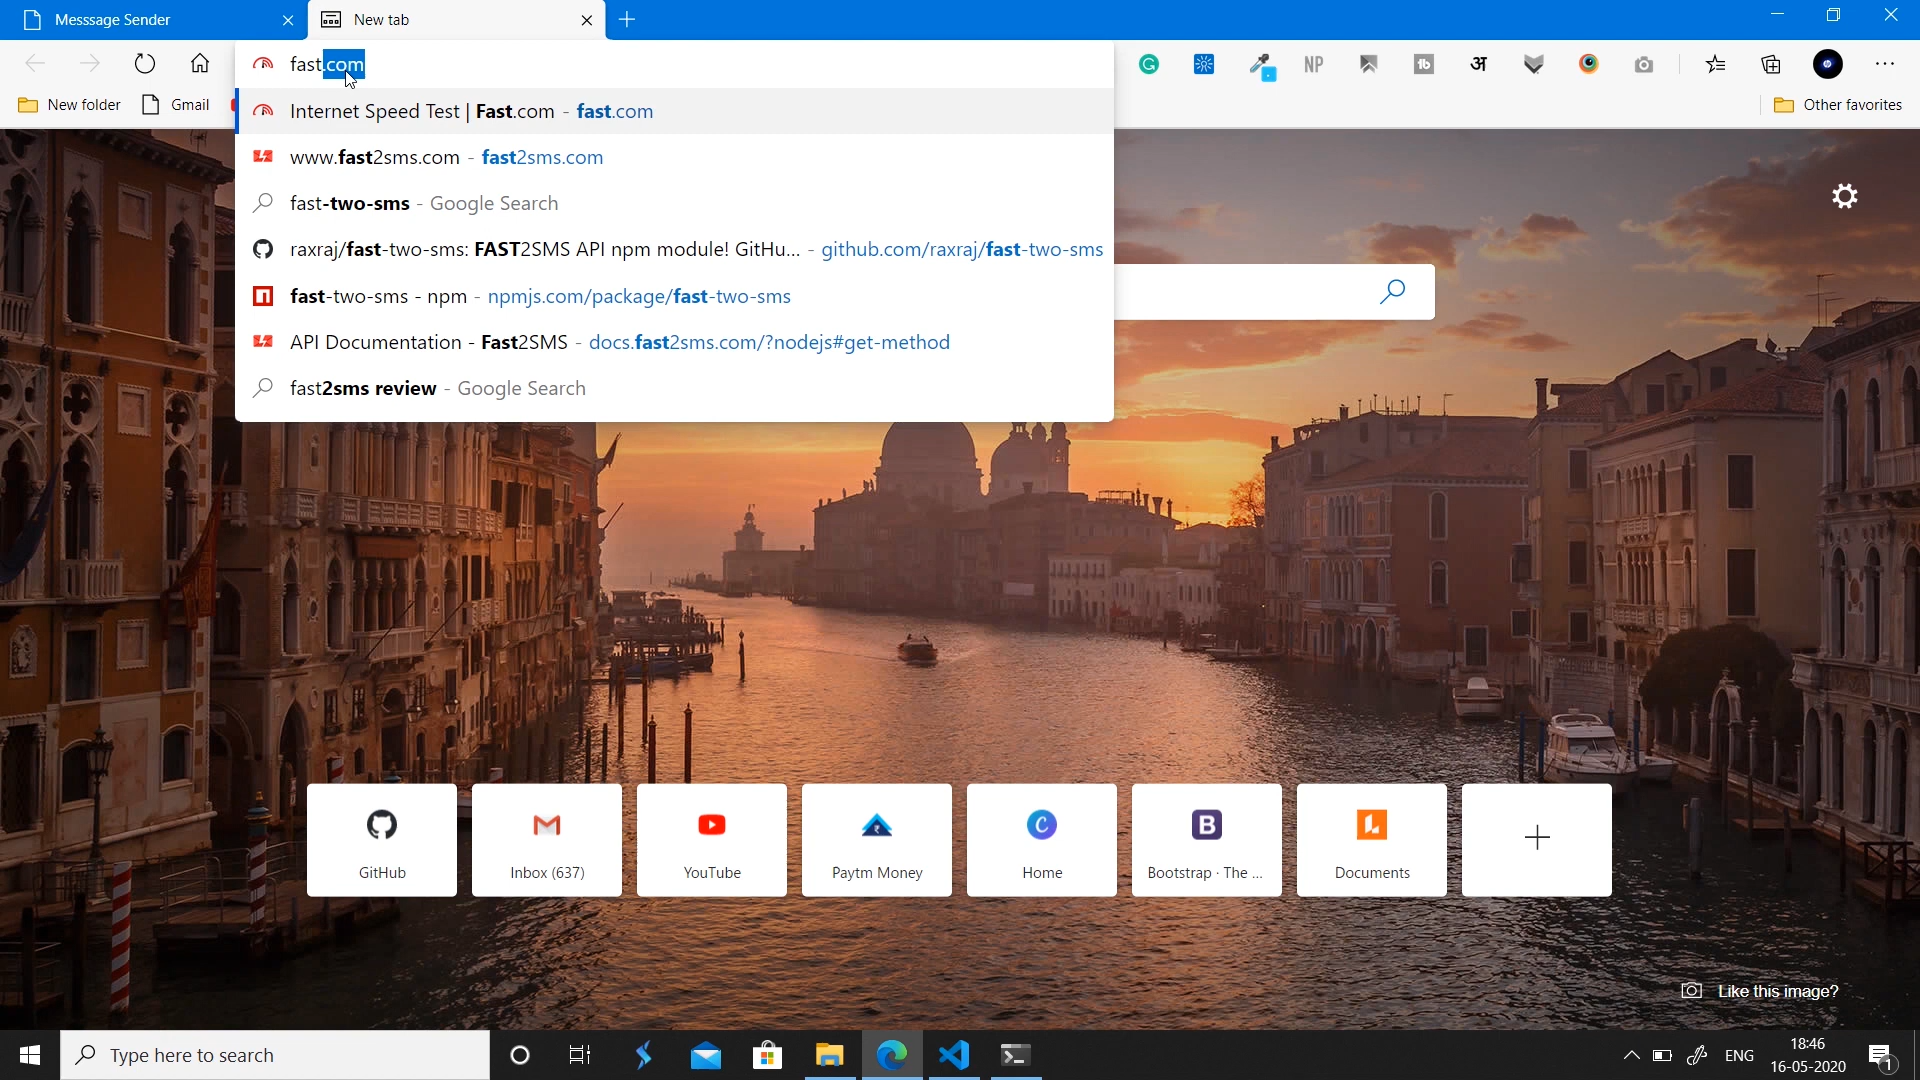 Messsage Sender
New tab
fast.com
NP
अ
New folder
Gmail
Other favorites
Internet Speed Test | Fast.com - fast.com
www.fast2sms.com - fast2sms.com
fast-two-sms - Google Search
raxraj/fast-two-sms: FAST2SMS API npm module! GitHu... - github.com/raxraj/fast-two-sms
fast-two-sms - npm - npmjs.com/package/fast-two-sms
API Documentation - Fast2SMS - docs.fast2sms.com/?nodejs#get-method
fast2sms review - Google Search
GitHub
Inbox (637)
YouTube
Paytm Money
Home
Bootstrap · The ...
Documents
Like this image?
Type here to search
ENG
18:46
16-05-2020
1